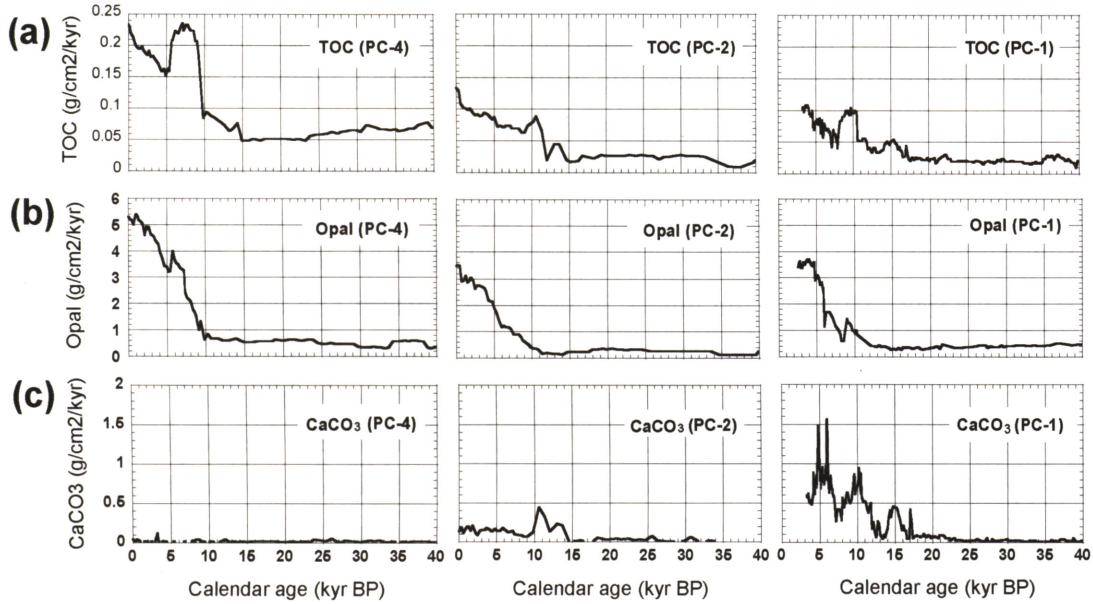 (a)
TOC (g/cm2/kyr)
0.25
0.2
0.15
0.1
0.05
0
TOC (PC-4)
TOC (PC-2)
TOC (PC-1)
(b)
Opal (g/cm2/kyr)
6
5
4
3
2
1
0
Opal (PC-4)
Opal (PC-2)
Opal (PC-1)
(c)
CaCO3 (g/cm2/kyr)
2
1.6
1
0.6
0
CaCO₃ (PC-4)
CaCO₃ (PC-2)
CaCO₃ (PC-1)
0 5 10 15 20 25 30 35 40
0 5 10 15 20 25 30 35 40
5 10 15 20 25 30 35 40
Calendar age (kyr BP)
Calendar age (kyr BP)
Calendar age (kyr BP)